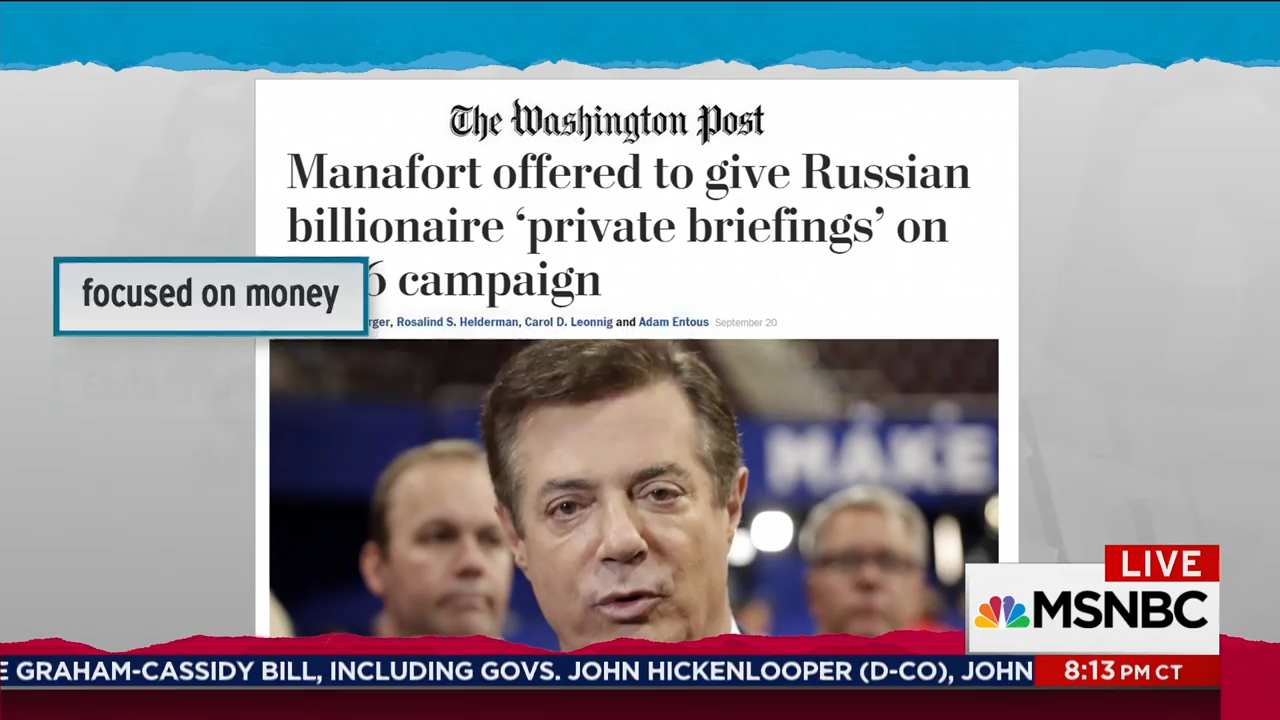 The Washington Post
Manafort offered to give Russian
billionaire ‘private briefings’ on
6 campaign
focused on money
rger, Rosalind S. Helderman, Carol D. Leonnig and Adam Entous September 20
MAKE
LIVE
MSNBC
E GRAHAM-CASSIDY BILL, INCLUDING GOVS. JOHN HICKENLOOPER (D-CO), JOHN
8:13 PM CT